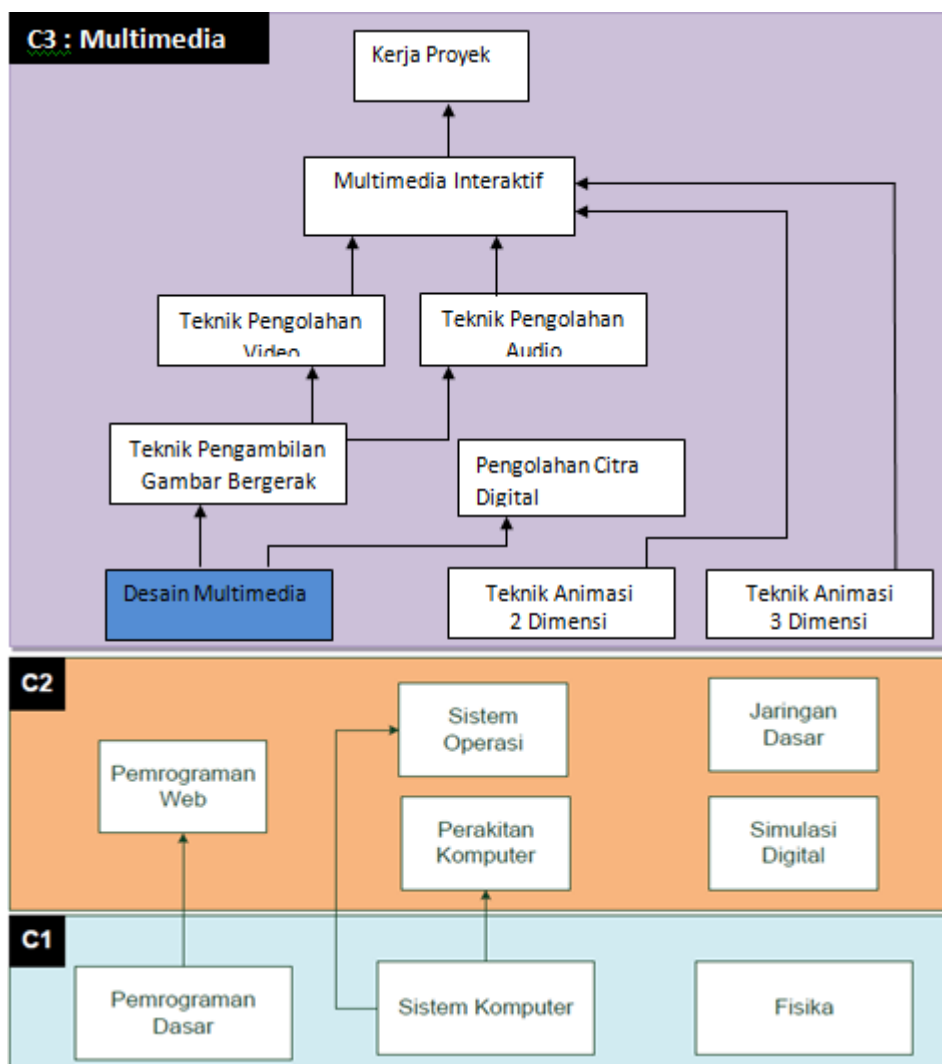 C3 : Multimedia
Kerja Proyek
Multimedia Interaktif
Teknik Pengolahan
Video
Teknik Pengolahan
Audio
Teknik Pengambilan
Gambar Bergerak
Pengolahan Citra
Digital
Desain Multimedia
Teknik Animasi
2 Dimensi
Teknik Animasi
3 Dimensi
C2
Pemrograman
Web
Sistem
Operasi
Jaringan
Dasar
Perakitan
Komputer
Simulasi
Digital
C1
Pemrograman
Dasar
Sistem Komputer
Fisika